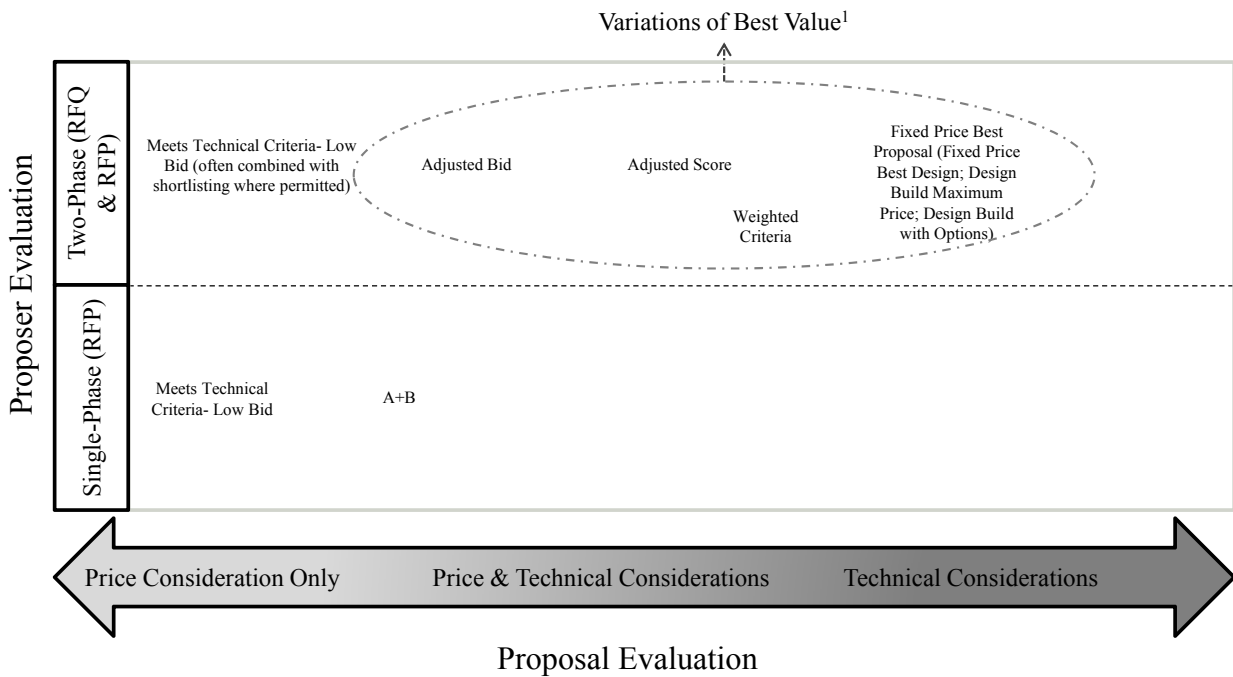 Variations of Best Value1
Proposer Evaluation
Two-Phase (RFQ
& RFP)
Meets Technical Criteria- Low
Bid (often combined with
shortlisting where permitted)
Adjusted Bid
Adjusted Score
Weighted
Criteria
Fixed Price Best
Proposal (Fixed Price
Best Design; Design
Build Maximum
Price; Design Build
with Options)
Single-Phase (RFP)
Meets Technical
Criteria- Low Bid
A+B
Price Consideration Only
Price & Technical Considerations
Technical Considerations
Proposal Evaluation